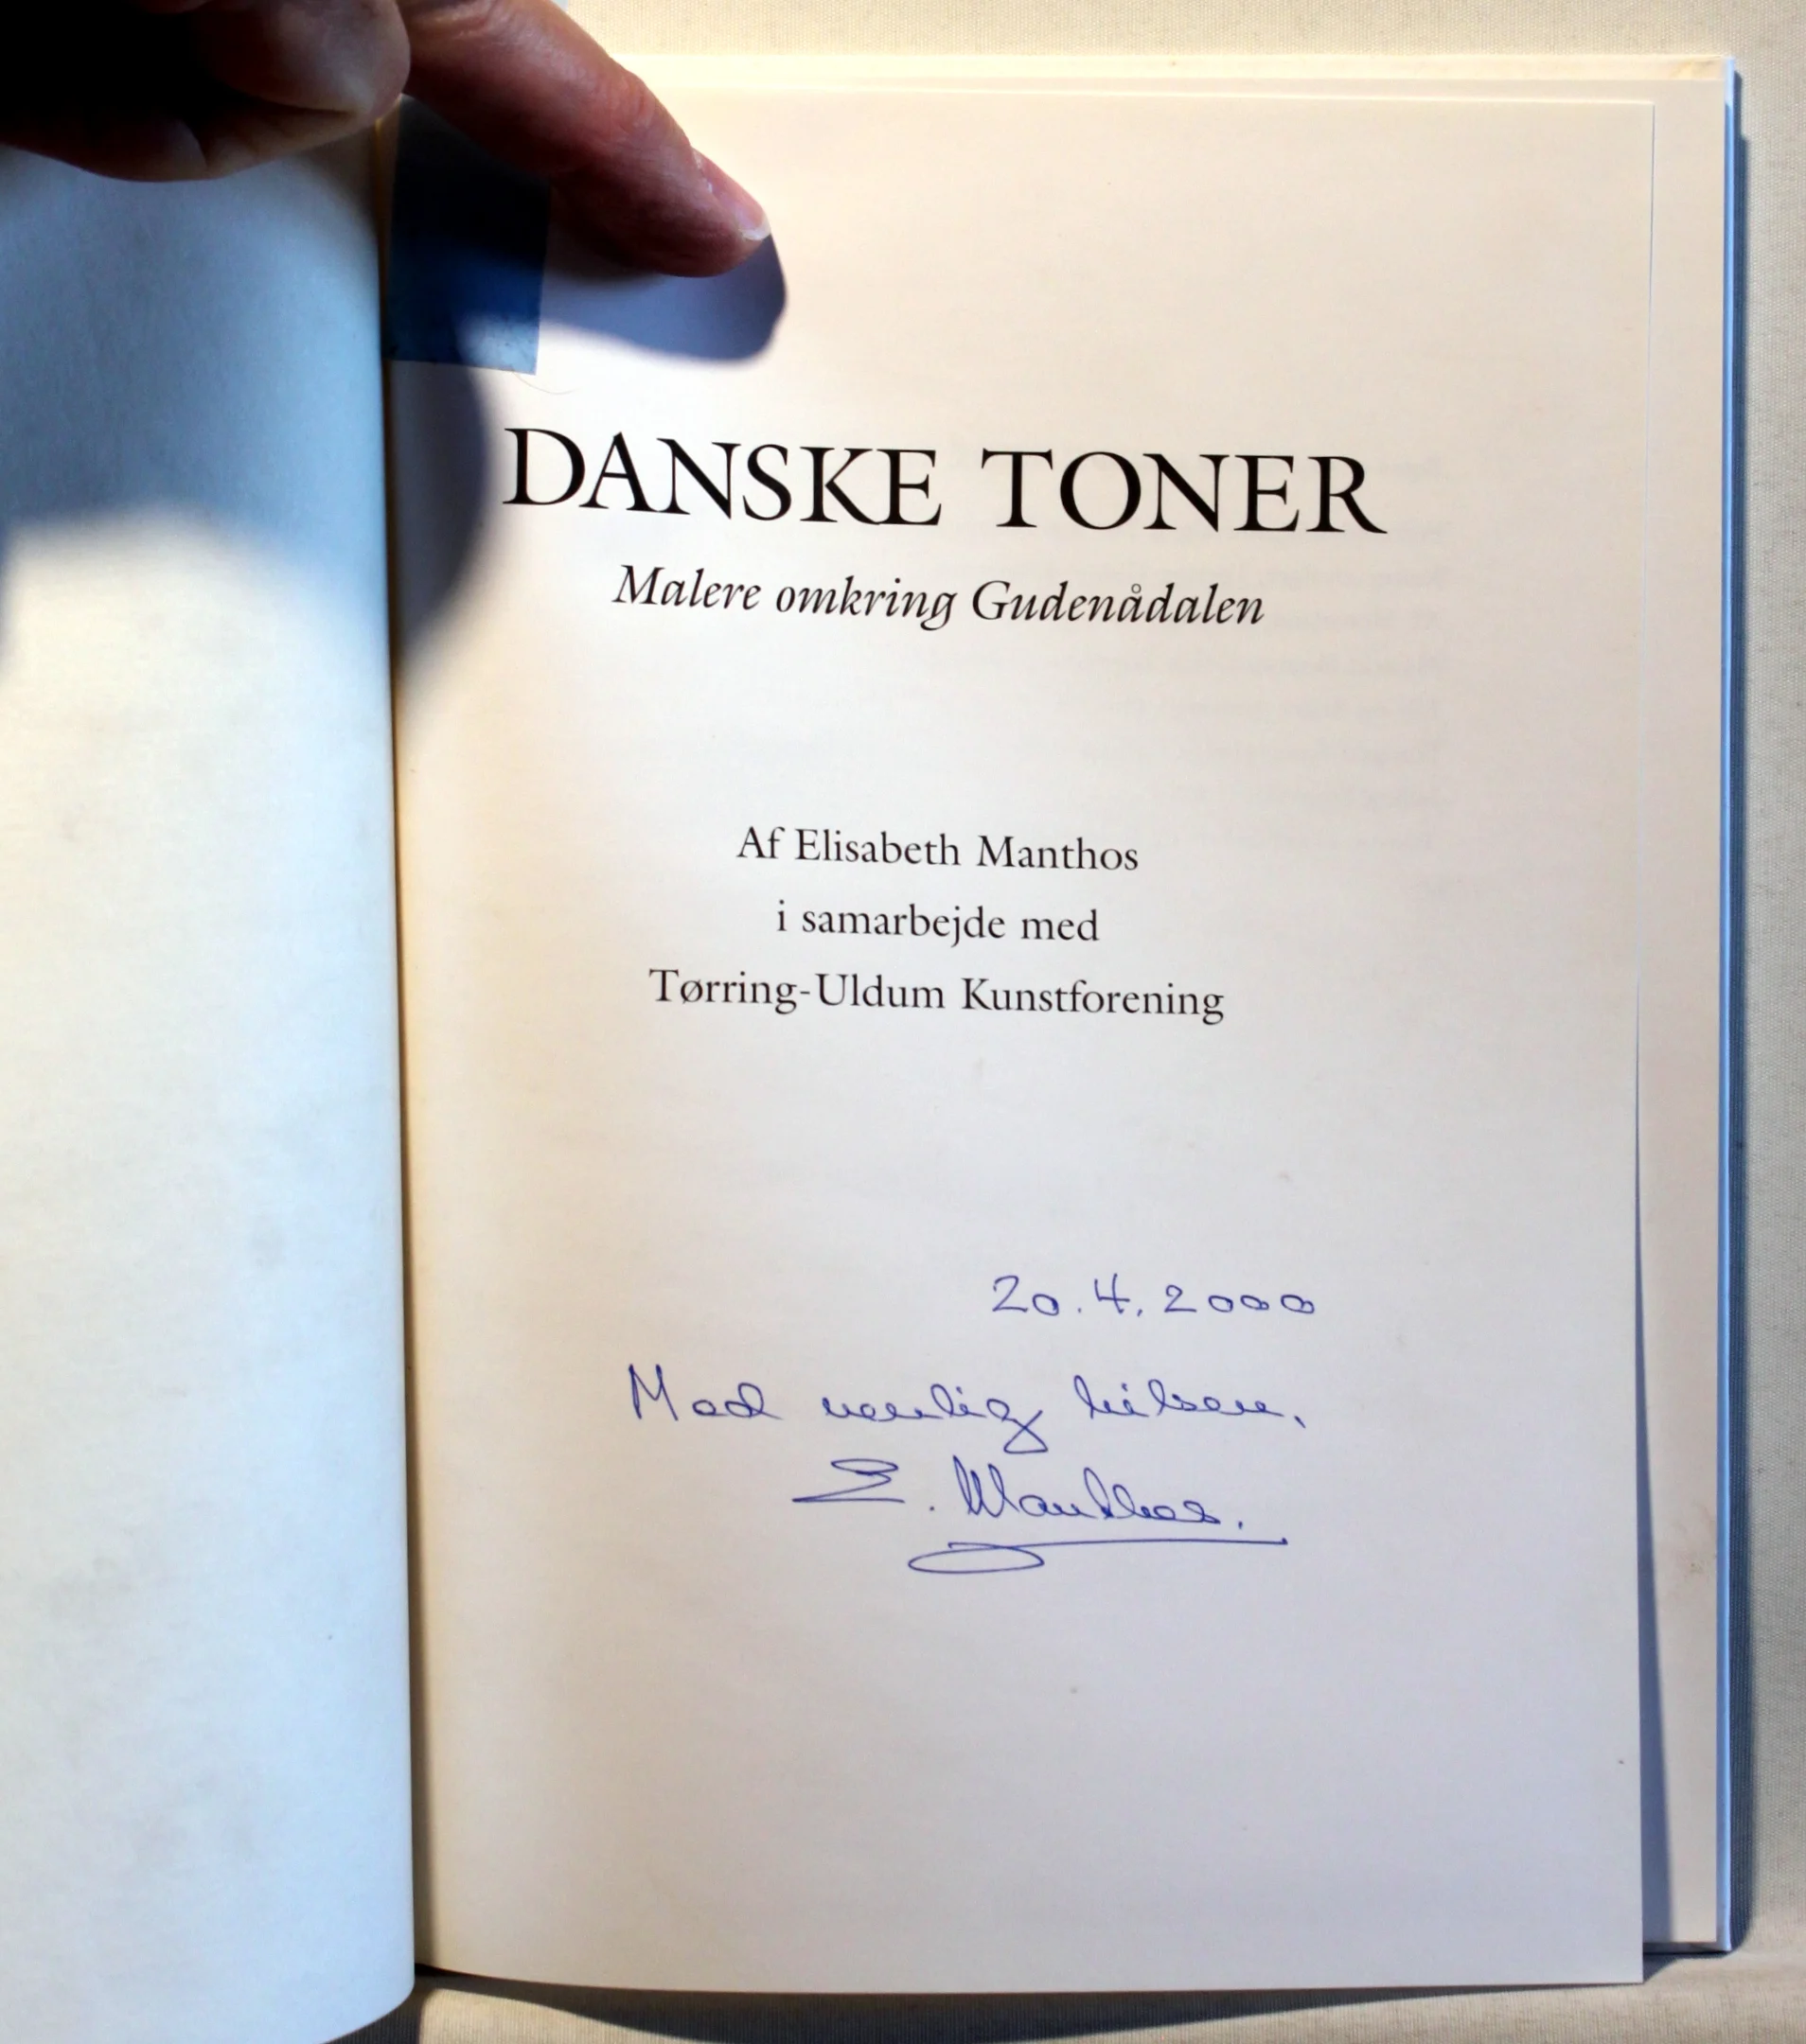 DANSKE TONER
Malere omkring Gudenådalen
Af Elisabeth Manthos
i samarbejde med
Tørring-Uldum Kunstforening
20.4.2000
Med venlig hilsen,
E. Manthos.